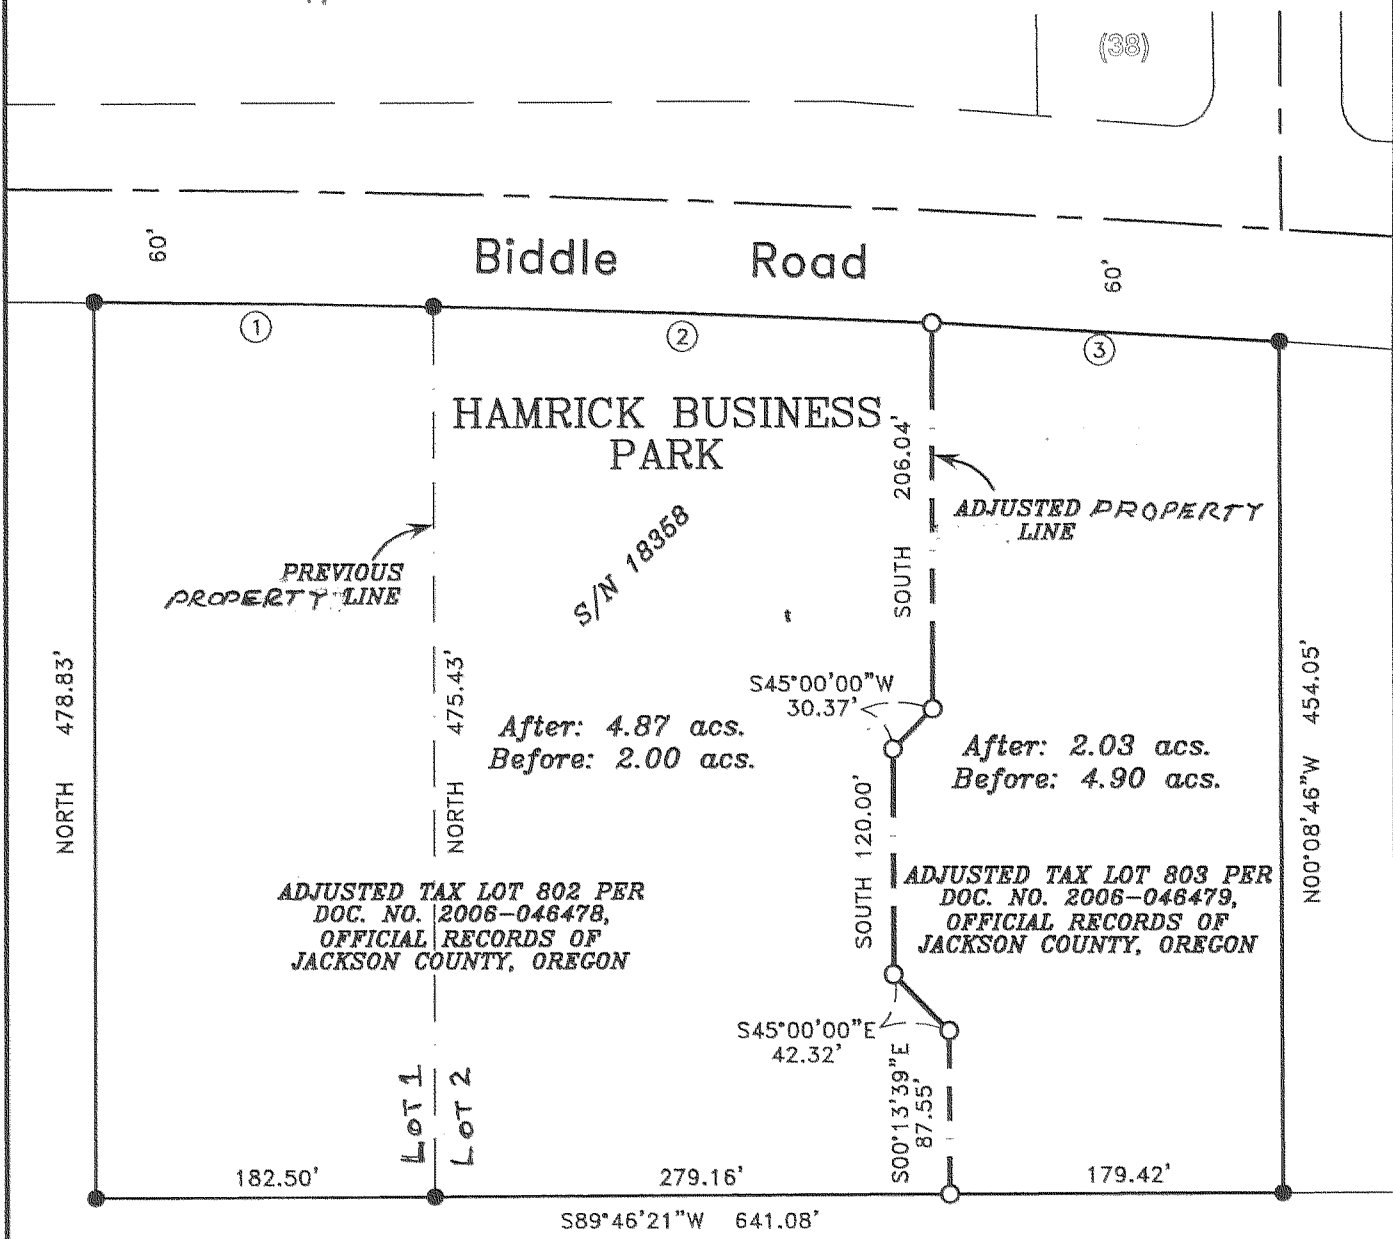 (38)
60'
Biddle Road
60'
1
2
3
HAMRICK BUSINESS
PARK
S/N 18358
SOUTH 206.04'
ADJUSTED PROPERTY
LINE
PREVIOUS
PROPERTY LINE
NORTH 478.83'
NORTH 475.43'
S45°00'00"W
30.37'
After: 4.87 acs.
Before: 2.00 acs.
After: 2.03 acs.
Before: 4.90 acs.
N00°08'46"W 454.05'
SOUTH 120.00'
ADJUSTED TAX LOT 802 PER
DOC. NO. 2006-046478,
OFFICIAL RECORDS OF
JACKSON COUNTY, OREGON
ADJUSTED TAX LOT 803 PER
DOC. NO. 2006-046479,
OFFICIAL RECORDS OF
JACKSON COUNTY, OREGON
S45°00'00"E
42.32'
S00°13'39"E
87.55'
LOT 1
LOT 2
182.50'
279.16'
179.42'
S89°46'21"W 641.08'